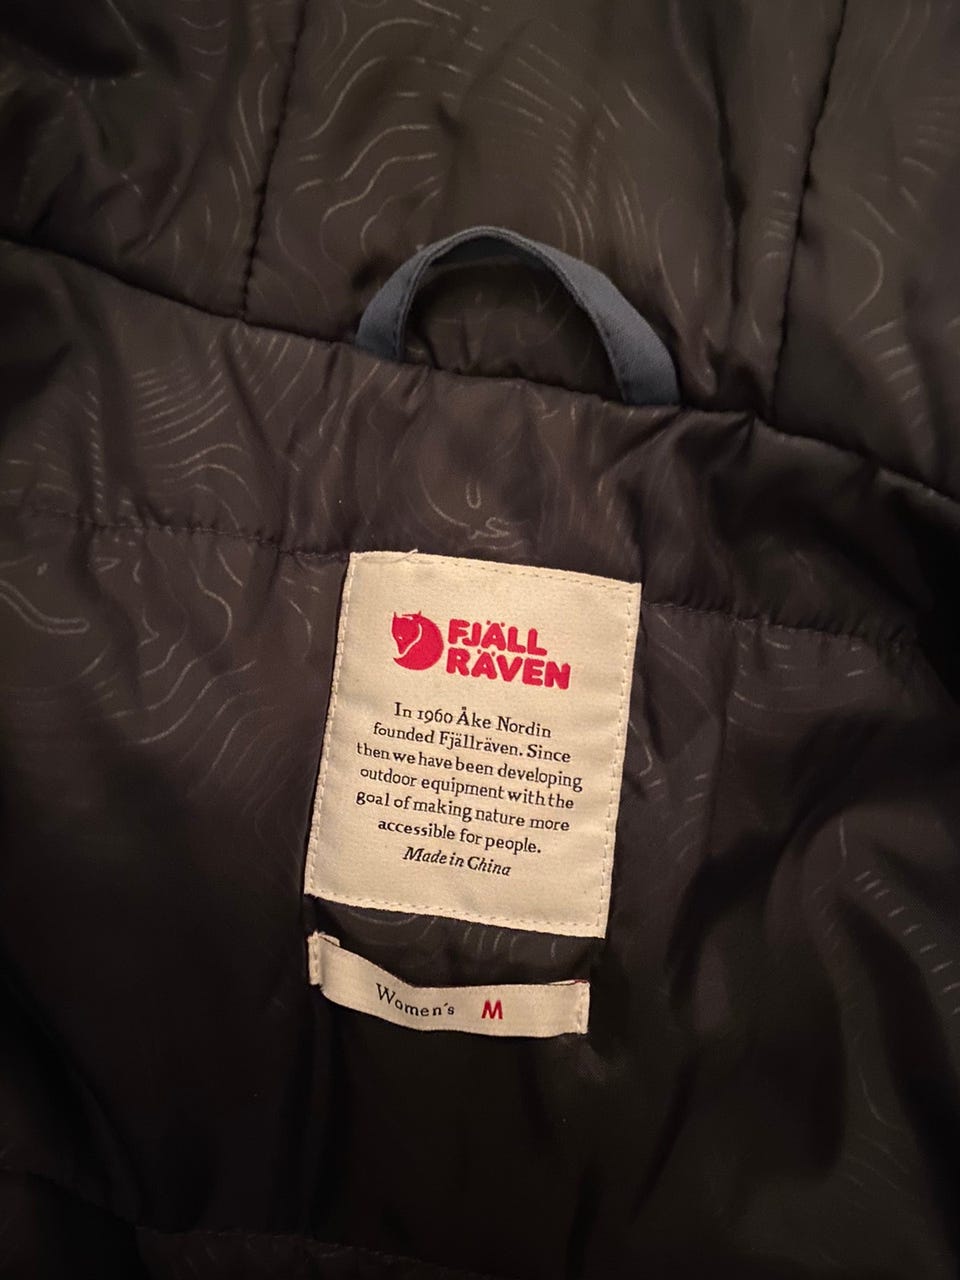 FJÄLL
RÄVEN
In 1960 Åke Nordin
founded Fjällräven. Since
then we have been developing
outdoor equipment with the
goal of making nature more
accessible for people.
Made in China
Women's M